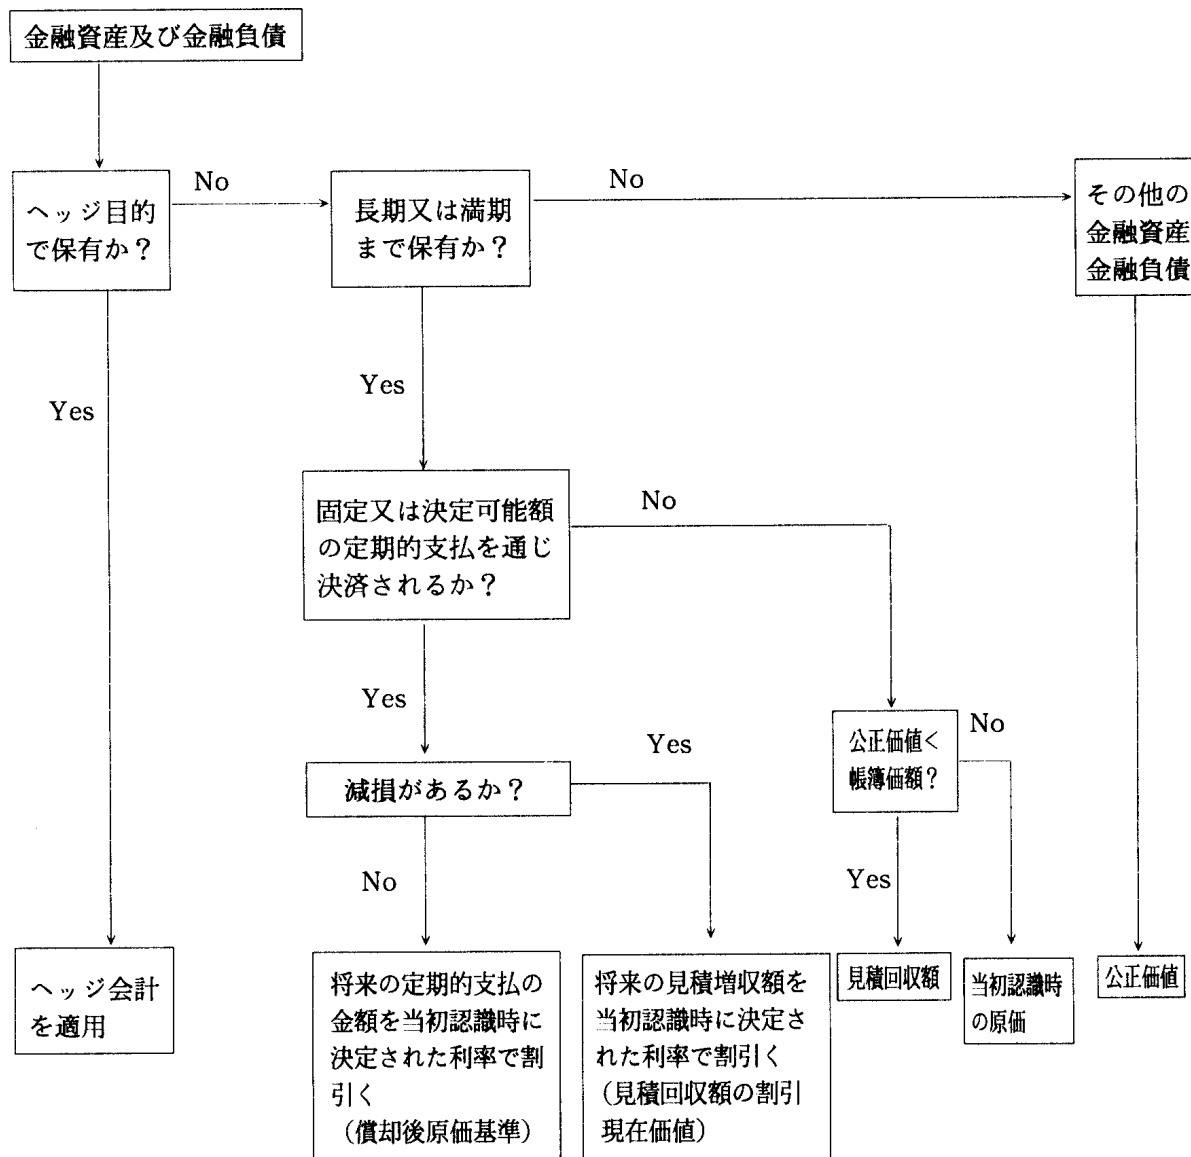 金融資産及び金融負債
ヘッジ目的
で保有か？
No
長期又は満期
まで保有か？
No
その他の
金融資産
金融負債
Yes
Yes
固定又は決定可能額
の定期的支払を通じ
決済されるか？
No
Yes
公正価値<
帳簿価額？
No
減損があるか？
Yes
No
Yes
ヘッジ会計
を適用
将来の定期的支払の
金額を当初認識時に
決定された利率で割
引く
（償却後原価基準）
将来の見積増収額を
当初認識時に決定さ
れた利率で割引く
（見積回収額の割引
現在価値）
見積回収額
当初認識時
の原価
公正価値